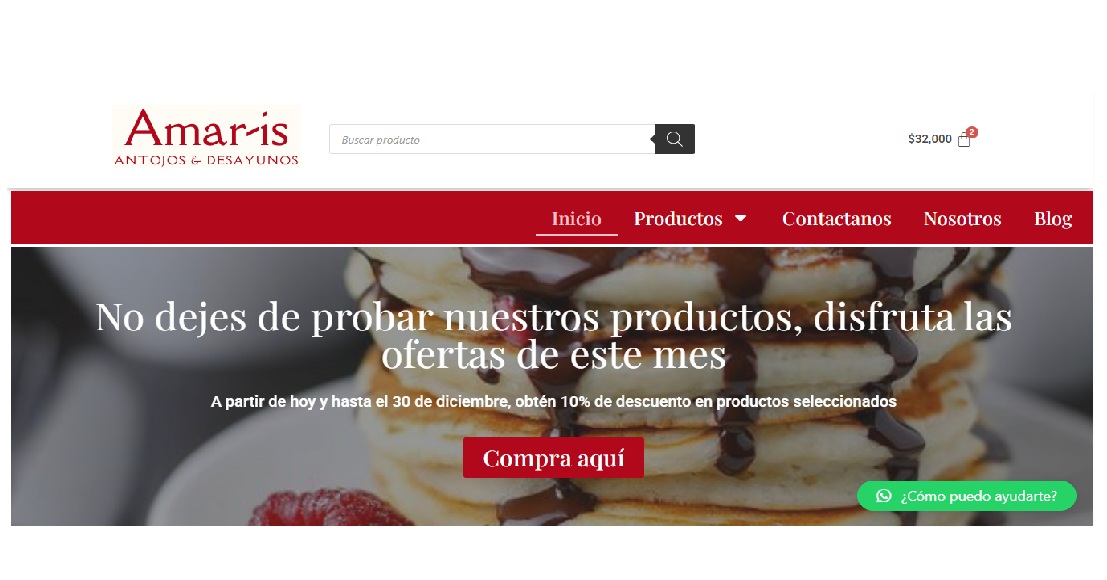 Amar-is
ANTOJOS & DESAYUNOS
Buscar producto
$32,000
2
Inicio
Productos
Contactanos
Nosotros
Blog
No dejes de probar nuestros productos, disfruta las
ofertas de este mes
A partir de hoy y hasta el 30 de diciembre, obtén 10% de descuento en productos seleccionados
Compra aquí
¿Cómo puedo ayudarte?